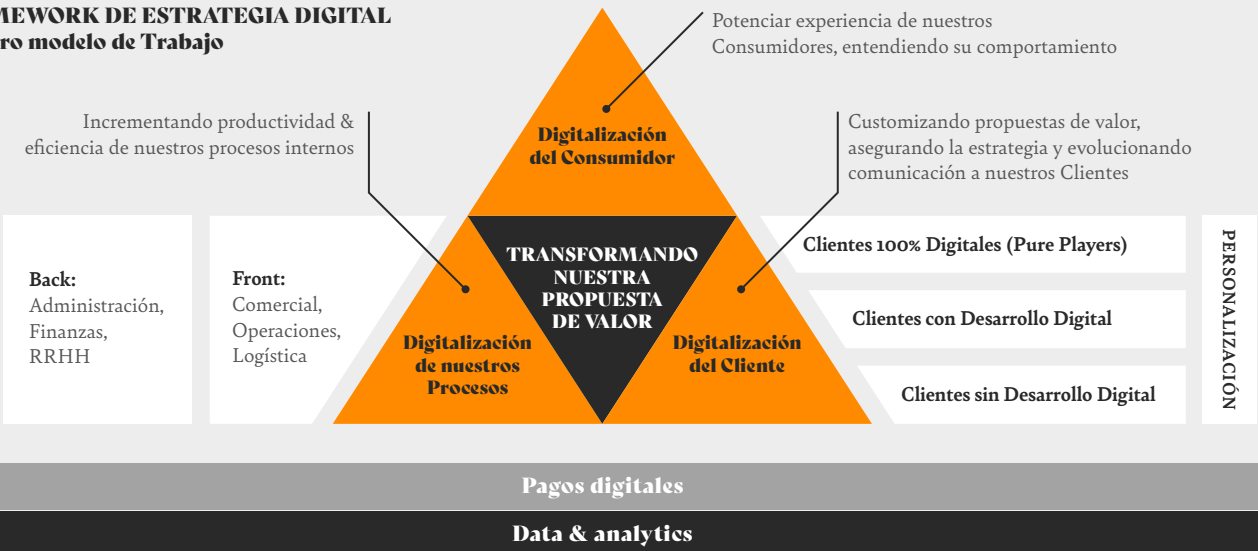 MEWORK DE ESTRATEGIA DIGITAL
ro modelo de Trabajo
Potenciar experiencia de nuestros
Consumidores, entendiendo su comportamiento
Incrementando productividad &
eficiencia de nuestros procesos internos
Customizando propuestas de valor,
asegurando la estrategia y evolucionando
comunicación a nuestros Clientes
Digitalización
del Consumidor
TRANSFORMANDO
NUESTRA
PROPUESTA
DE VALOR
Back:
Administración,
Finanzas,
RRHH
Front:
Comercial,
Operaciones,
Logística
Digitalización
de nuestros
Procesos
Digitalización
del Cliente
Clientes 100% Digitales (Pure Players)
Clientes con Desarrollo Digital
Clientes sin Desarrollo Digital
PERSONALIZACIÓN
Pagos digitales
Data & analytics